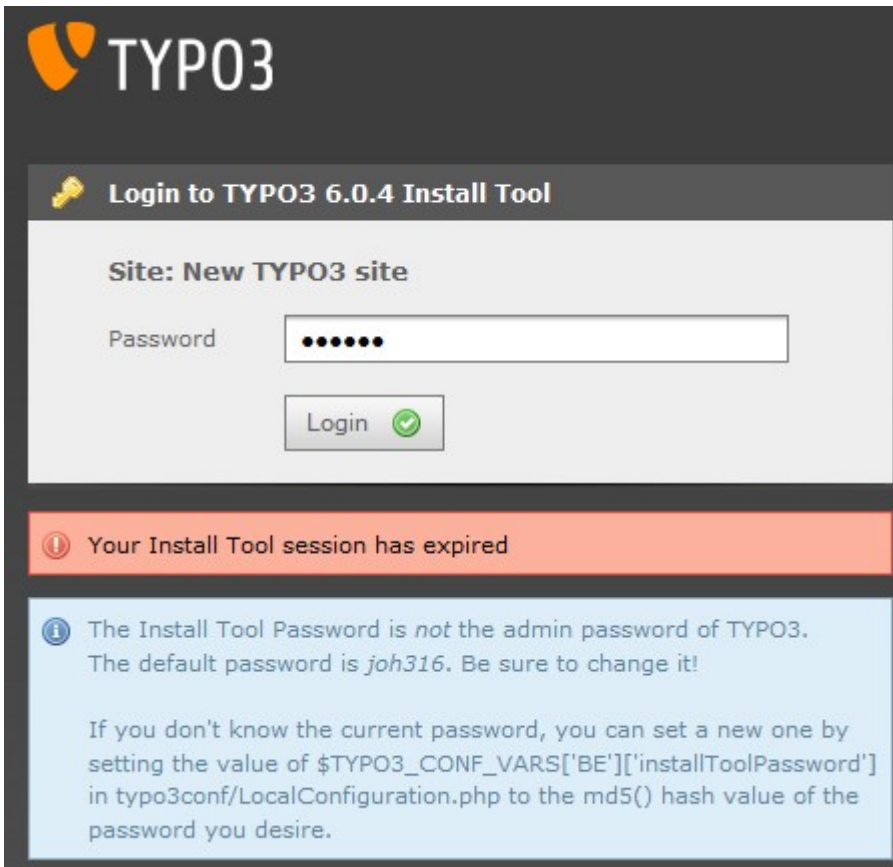 TYPO3
Login to TYPO3 6.0.4 Install Tool
Site: New TYPO3 site
Password ••••••
Login
Your Install Tool session has expired
The Install Tool Password is not the admin password of TYPO3.
The default password is joh316. Be sure to change it!
If you don't know the current password, you can set a new one by
setting the value of $TYPO3_CONF_VARS['BE']['installToolPassword']
in typo3conf/LocalConfiguration.php to the md5() hash value of the
password you desire.